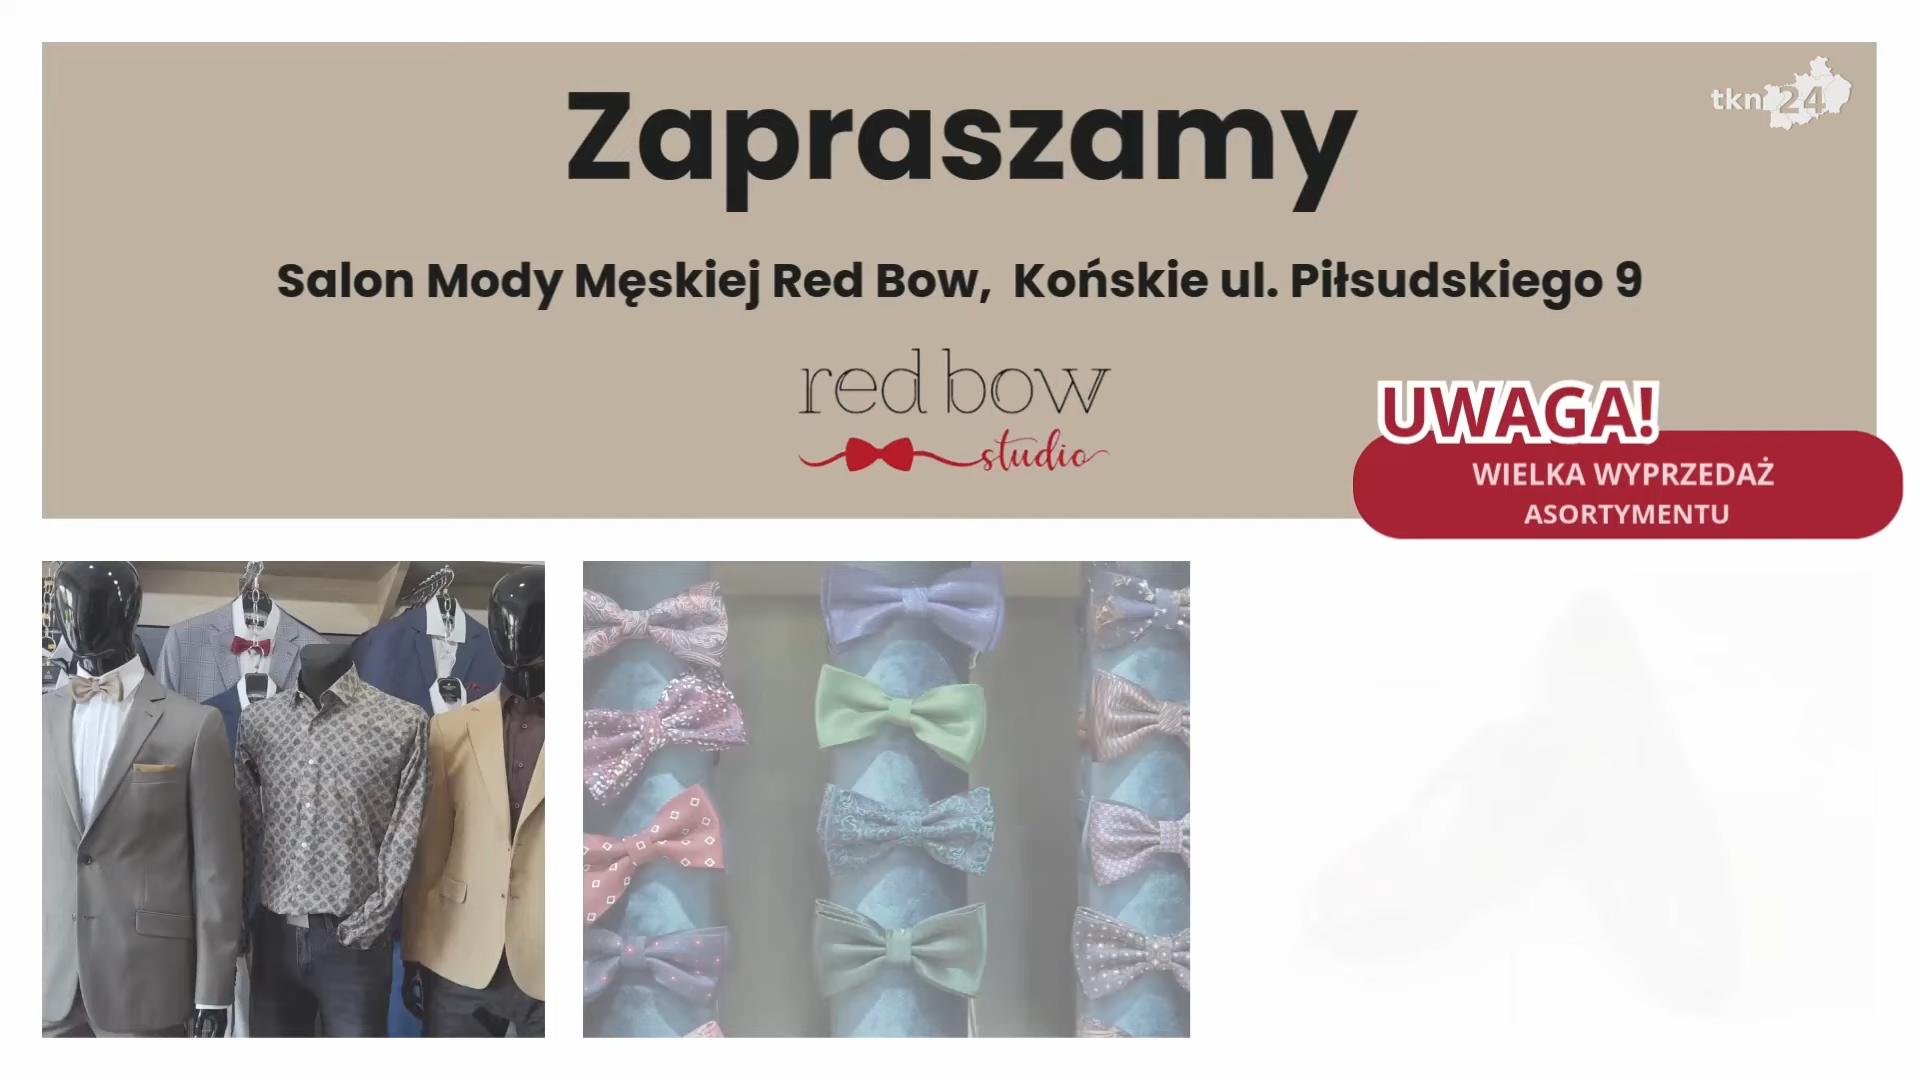 tkn24
Zapraszamy
Salon Mody Męskiej Red Bow, Końskie ul. Piłsudskiego 9
red bow
studio
UWAGA!
WIELKA WYPRZEDAŻ
ASORTYMENTU